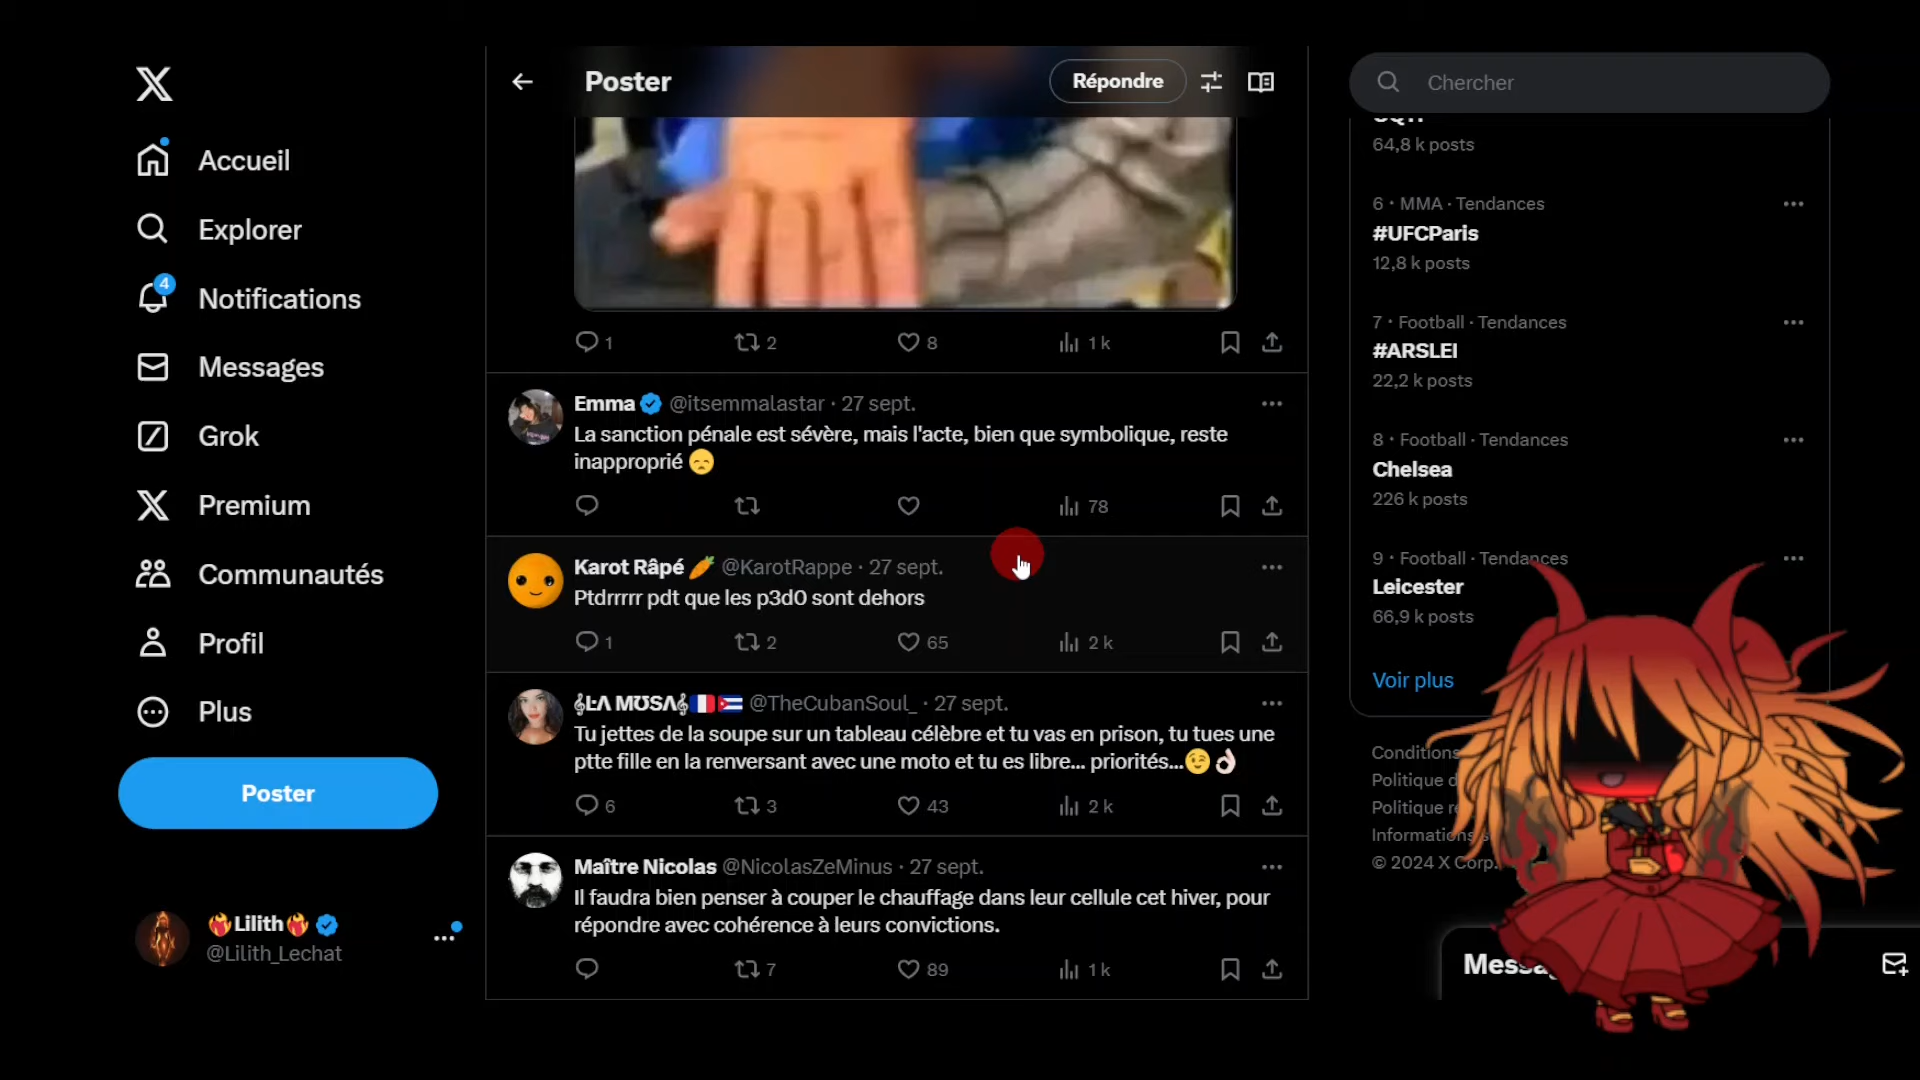 Accueil
Explorer
4
Notifications
Messages
Grok
Premium
Communautés
Profil
Plus
Poster
🔥Lilith🔥
@Lilith_Lechat
Poster
Répondre
1 2 8 1 k
Emma @itsemmalastar · 27 sept.
La sanction pénale est sévère, mais l'acte, bien que symbolique, reste
inapproprié 😞
78
Karot Râpé 🥕 @KarotRappe · 27 sept.
Ptdrrrrr pdt que les p3d0 sont dehors
1 2 65 2 k
𝄞ŁΛ MƱSΛ𝄞🇫🇷🇨🇺 @TheCubanSoul_ · 27 sept.
Tu jettes de la soupe sur un tableau célèbre et tu vas en prison, tu tues une
ptte fille en la renversant avec une moto et tu es libre... priorités...😉👌🏻
6 3 43 2 k
Maître Nicolas @NicolasZeMinus · 27 sept.
Il faudra bien penser à couper le chauffage dans leur cellule cet hiver, pour
répondre avec cohérence à leurs convictions.
7 89 1 k
Chercher
64,8 k posts
6 · MMA · Tendances
#UFCParis
12,8 k posts
7 · Football · Tendances
#ARSLEI
22,2 k posts
8 · Football · Tendances
Chelsea
226 k posts
9 · Football · Tendances
Leicester
66,9 k posts
Voir plus
Conditions
Politique
Politique
Informations
© 2024 X Corp.